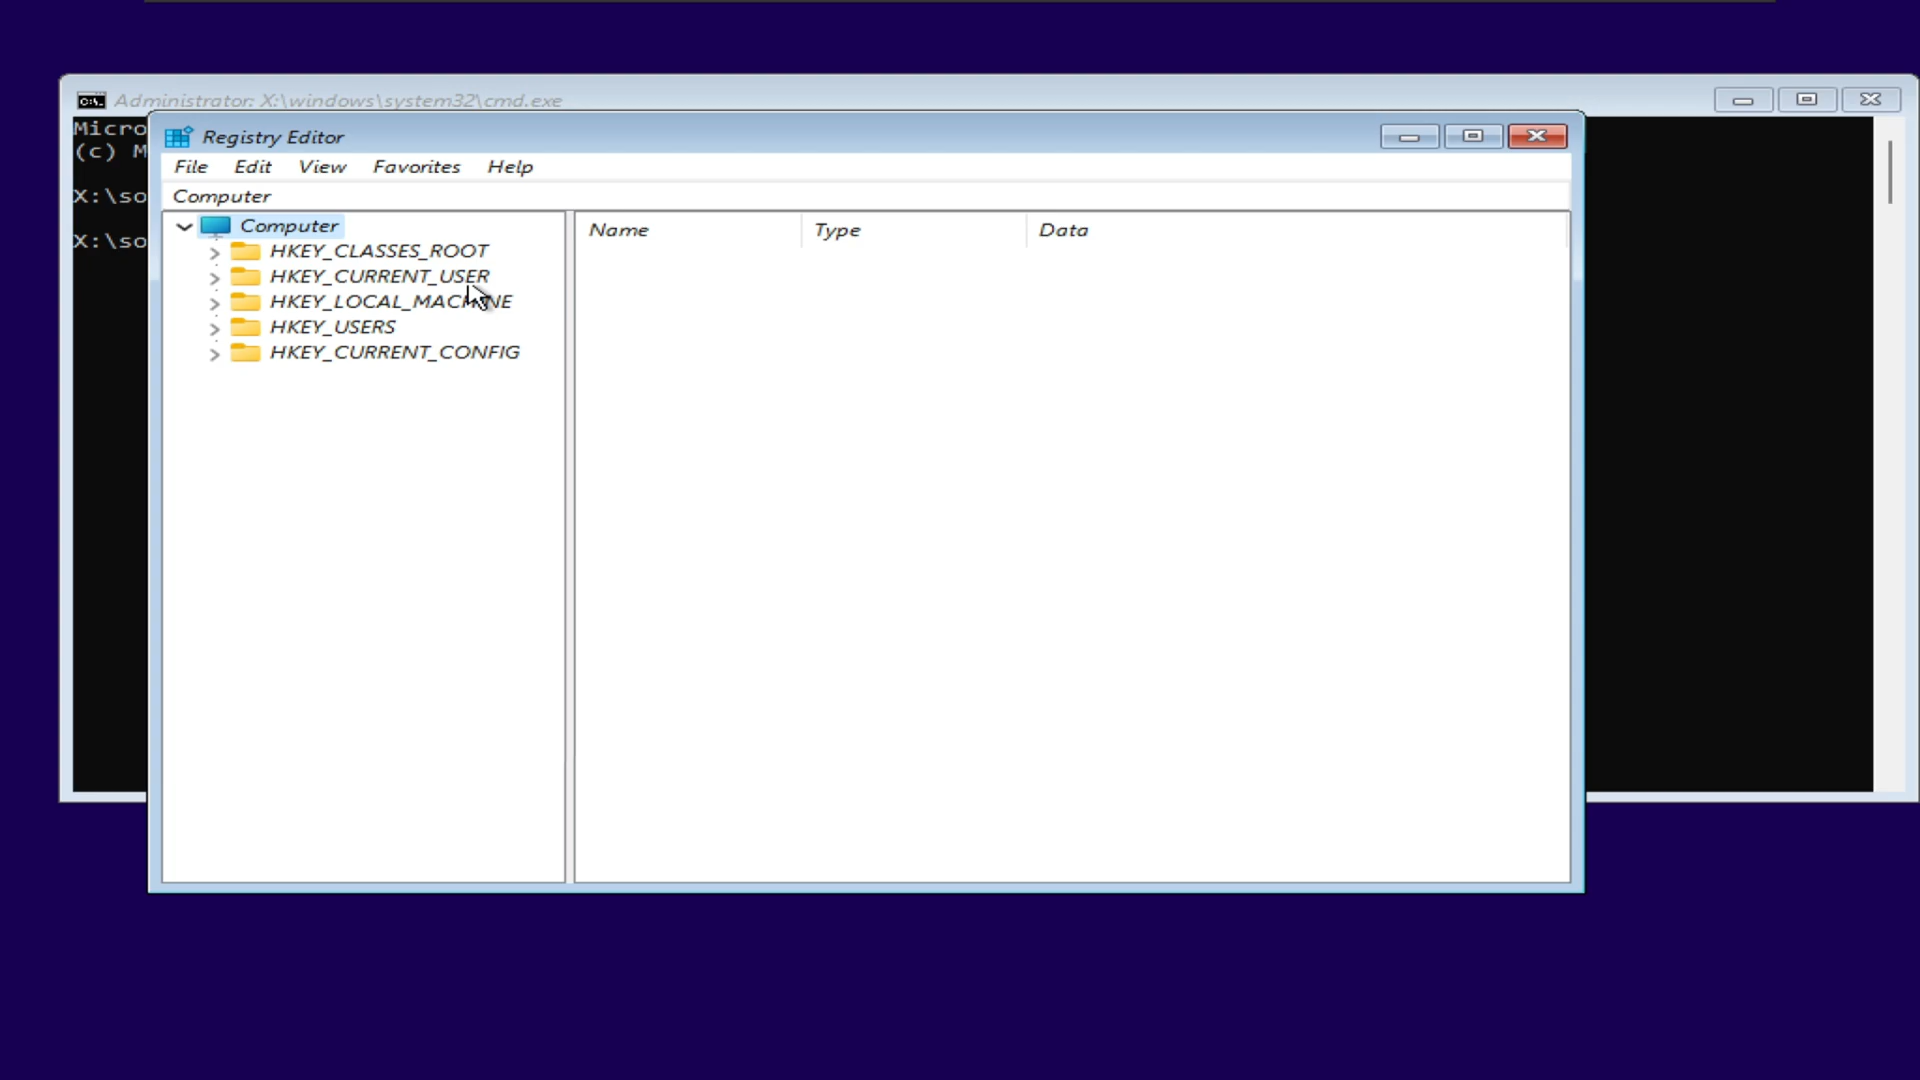 Administrator: X:\windows\system32\cmd.exe
Micro
(c) M
X:\so
X:\so
Registry Editor
File Edit View Favorites Help
Computer
Computer
HKEY_CLASSES_ROOT
HKEY_CURRENT_USER
HKEY_LOCAL_MACHINE
HKEY_USERS
HKEY_CURRENT_CONFIG
Name Type Data